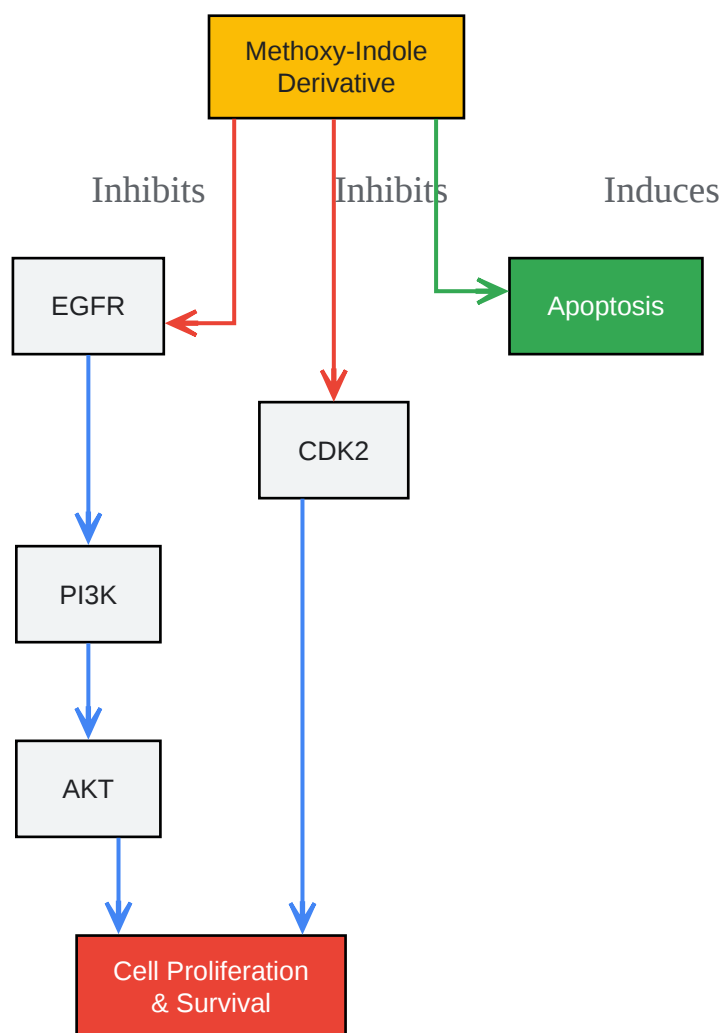 Methoxy-Indole
Derivative
Inhibits
Inhibits
Induces
EGFR
Apoptosis
CDK2
PI3K
AKT
Cell Proliferation
& Survival